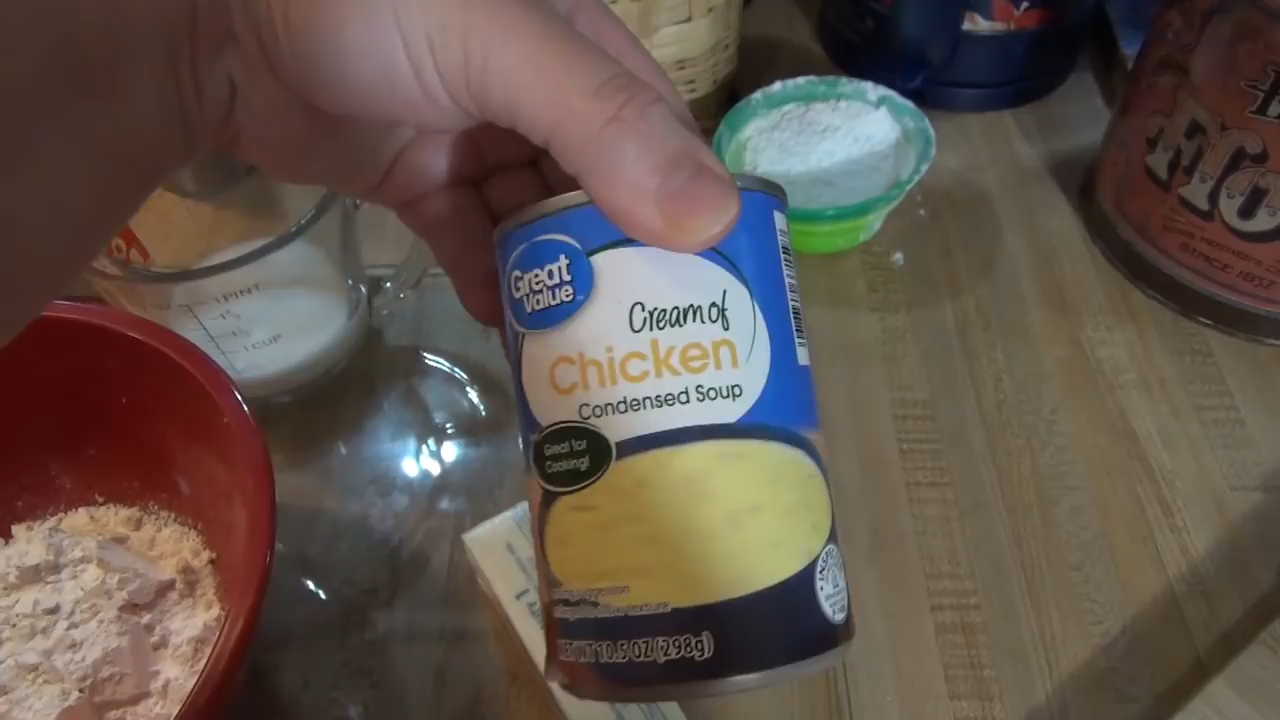 Great
Value
Cream of
Chicken
Condensed Soup
Great for
Cooking!
NET WT 10.5 OZ (298g)
1 PINT
1 CUP
SINCE 1837